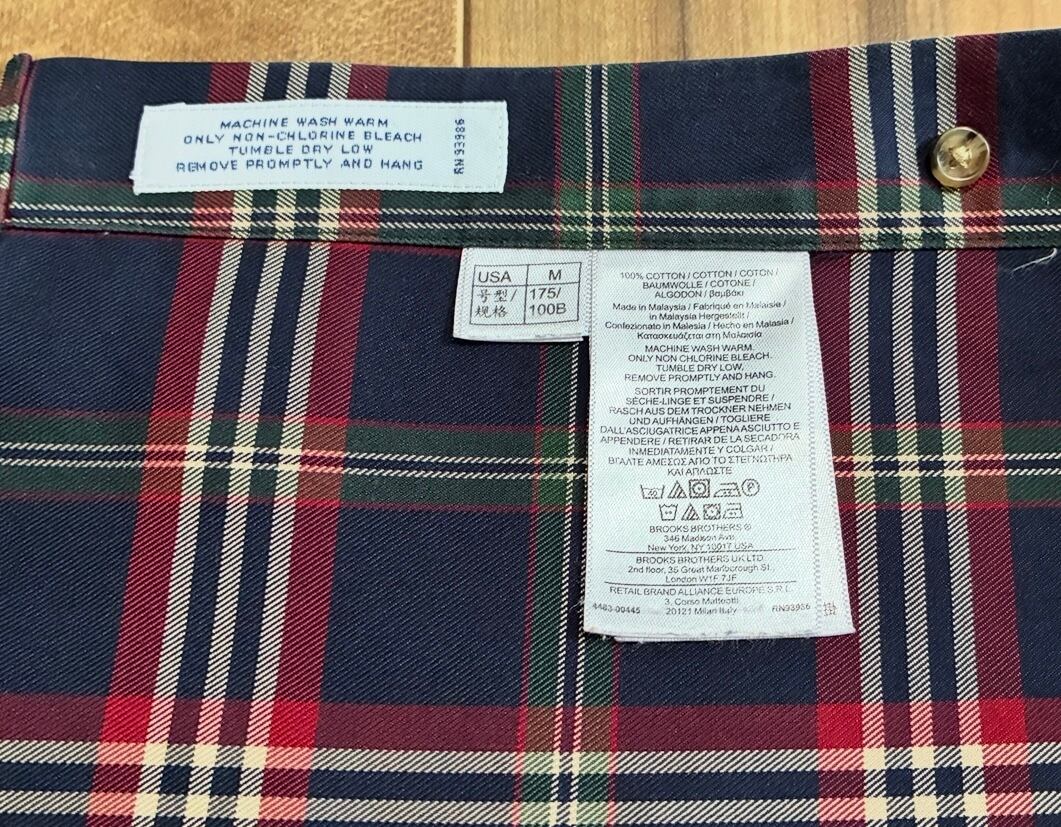 MACHINE WASH WARM
ONLY NON-CHLORINE BLEACH
TUMBLE DRY LOW
REMOVE PROMPTLY AND HANG
RN 93986
USA M
号型/ 175/
规格 100B
100% COTTON / COTTON / COTON /
BAUMWOLLE / COTONE /
ALGODON / βαμβάκι
Made in Malaysia / Fabriqué en Malaisie /
in Malaysia Hergestellt /
Confezionato in Malesia / Hecho en Malasia /
Κατασκευάζεται στη Μαλαισία
MACHINE WASH WARM.
ONLY NON CHLORINE BLEACH.
TUMBLE DRY LOW,
REMOVE PROMPTLY AND HANG.
SORTIR PROMPTEMENT DU
SÈCHE-LINGE ET SUSPENDRE /
RASCH AUS DEM TROCKNER NEHMEN
UND AUFHÄNGEN / TOGLIERE
DALL'ASCIUGATRICE APPENA ASCIUTTO E
APPENDERE / RETIRAR DE LA SECADORA
INMEDIATAMENTE Y COLGAR /
ΒΓΑΛΤΕ ΑΜΕΣΩΣ ΑΠΟ ΤΟ ΣΤΕΓΝΩΤΗΡΑ
ΚΑΙ ΑΠΛΩΣΤΕ
P
BROOKS BROTHERS ®
346 Madison Ave.
New York, NY 10017 USA
BROOKS BROTHERS UK LTD.
2nd floor, 35 Great Marlborough St.,
London W1F 7JF
RETAIL BRAND ALLIANCE EUROPE S.R.L.
3, Corso Matteotti
4483-00445 20121 Milan Italy RN93986